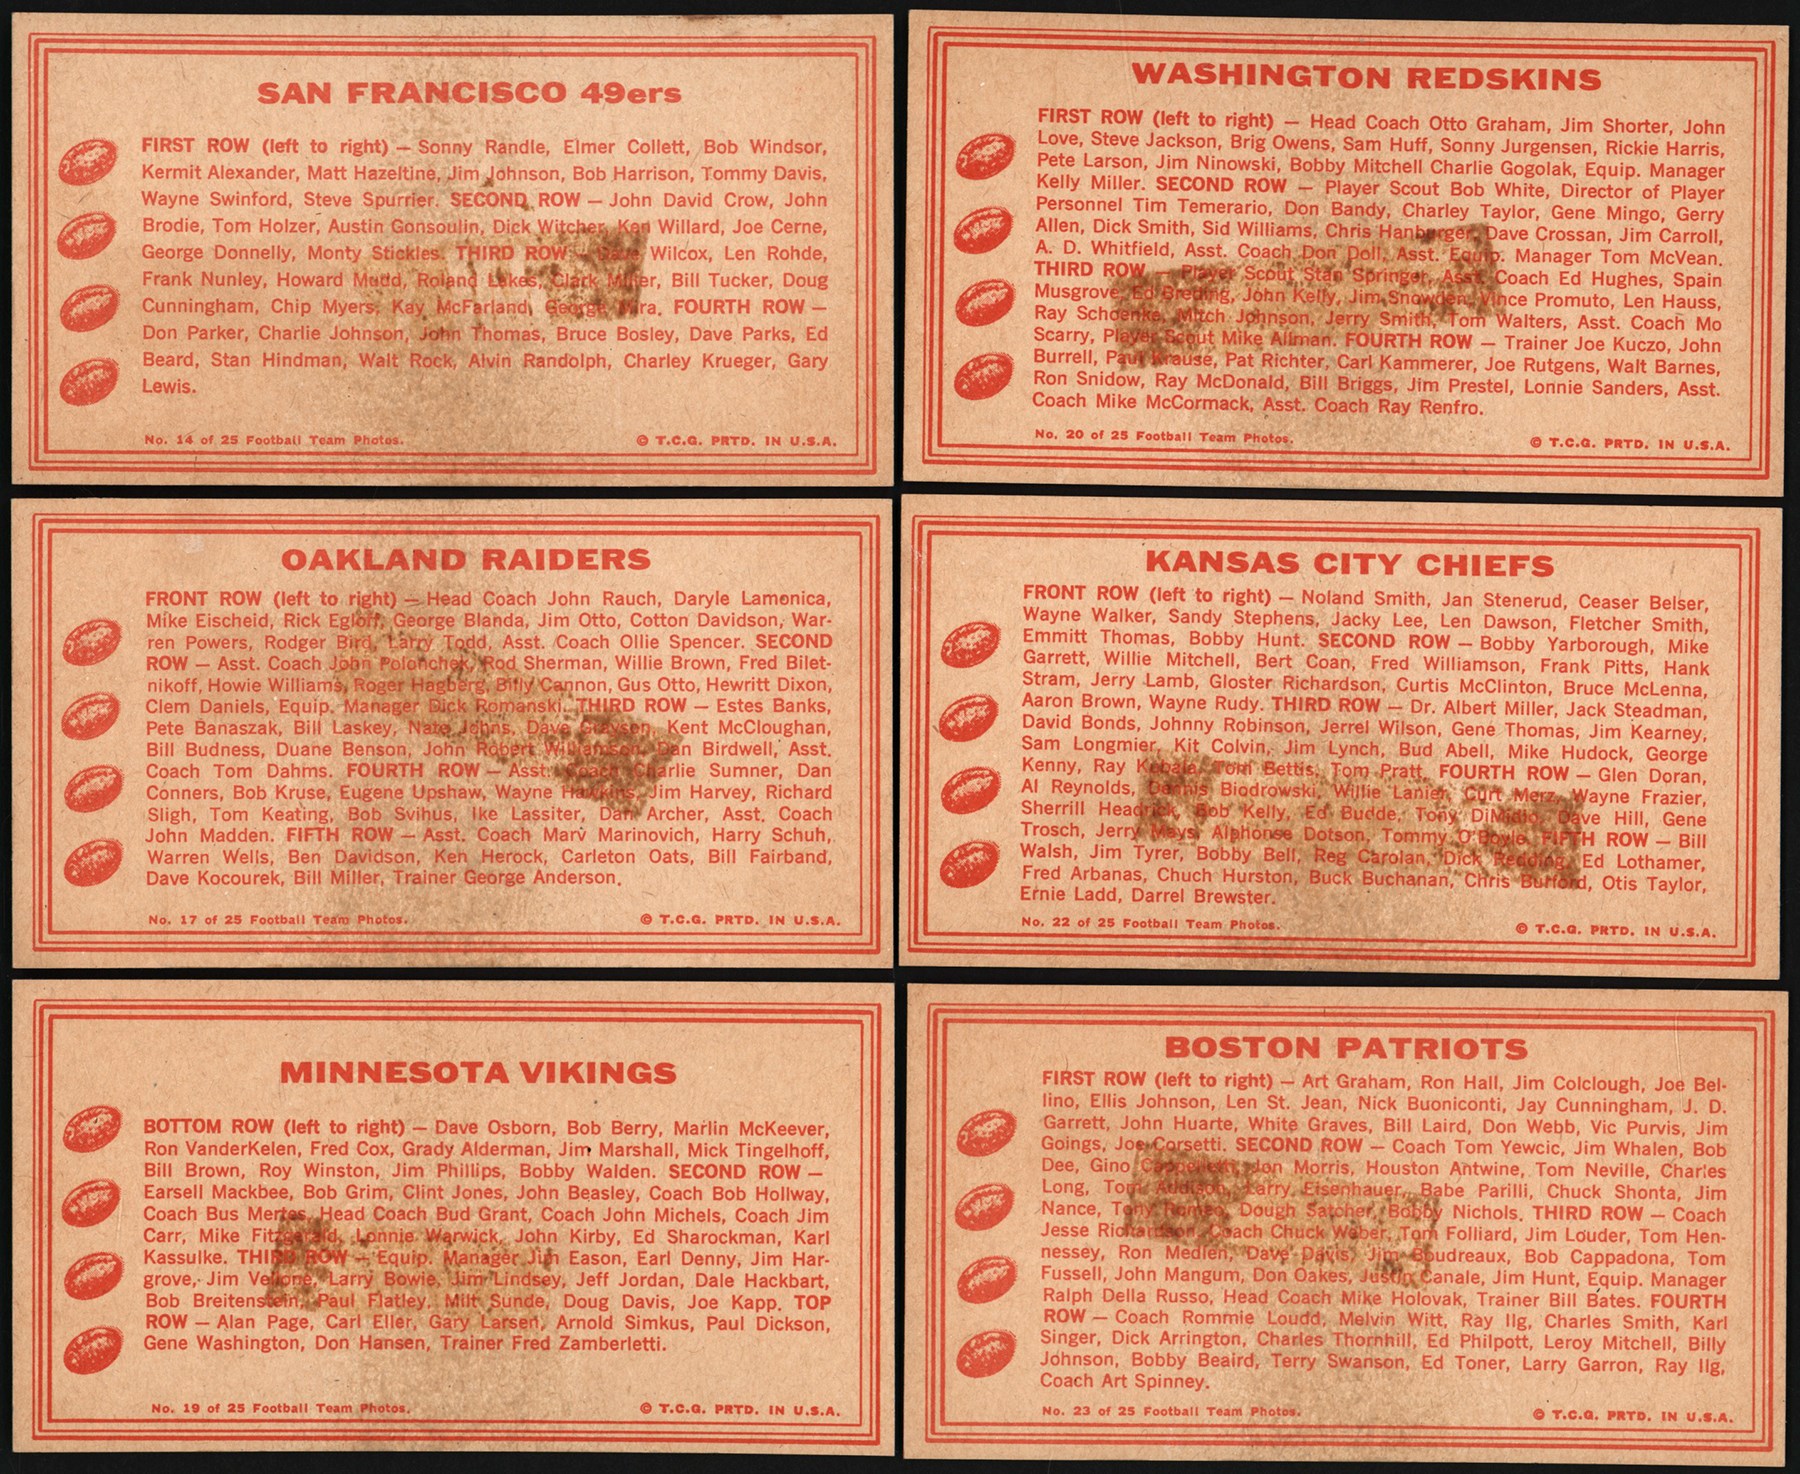 SAN FRANCISCO 49ers
FIRST ROW (left to right) — Sonny Randle, Elmer Collett, Bob Windsor,
Kermit Alexander, Matt Hazeltine, Jim Johnson, Bob Harrison, Tommy Davis,
Wayne Swinford, Steve Spurrier. SECOND ROW — John David Crow, John
Brodie, Tom Holzer, Austin Gonsoulin, Dick Witcher, Ken Willard, Joe Cerne,
George Donnelly, Monty Stickles. THIRD ROW — Dave Wilcox, Len Rohde,
Frank Nunley, Howard Mudd, Roland Lakes, Clark Miller, Bill Tucker, Doug
Cunningham, Chip Myers, Kay McFarland, George Mira. FOURTH ROW —
Don Parker, Charlie Johnson, John Thomas, Bruce Bosley, Dave Parks, Ed
Beard, Stan Hindman, Walt Rock, Alvin Randolph, Charley Krueger, Gary
Lewis.
No. 14 of 25 Football Team Photos.
© T.C.G. PRTD. IN U.S.A.
WASHINGTON REDSKINS
FIRST ROW (left to right) — Head Coach Otto Graham, Jim Shorter, John
Love, Steve Jackson, Brig Owens, Sam Huff, Sonny Jurgensen, Rickie Harris,
Pete Larson, Jim Ninowski, Bobby Mitchell Charlie Gogolak, Equip. Manager
Kelly Miller. SECOND ROW — Player Scout Bob White, Director of Player
Personnel Tim Temerario, Don Bandy, Charley Taylor, Gene Mingo, Gerry
Allen, Dick Smith, Sid Williams, Chris Hanburger, Dave Crossan, Jim Carroll,
A. D. Whitfield, Asst. Coach Don Doll, Asst. Equip. Manager Tom McVean.
THIRD ROW — Player Scout Stan Springer, Asst. Coach Ed Hughes, Spain
Musgrove, Ed Breding, John Kelly, Jim Snowden, Vince Promuto, Len Hauss,
Ray Schoenke, Mitch Johnson, Jerry Smith, Tom Walters, Asst. Coach Mo
Scarry, Player Scout Mike Allman. FOURTH ROW — Trainer Joe Kuczo, John
Burrell, Paul Krause, Pat Richter, Carl Kammerer, Joe Rutgens, Walt Barnes,
Ron Snidow, Ray McDonald, Bill Briggs, Jim Prestel, Lonnie Sanders, Asst.
Coach Mike McCormack, Asst. Coach Ray Renfro.
No. 20 of 25 Football Team Photos.
© T.C.G. PRTD. IN U.S.A.
OAKLAND RAIDERS
FRONT ROW (left to right) — Head Coach John Rauch, Daryle Lamonica,
Mike Eischeid, Rick Egloff, George Blanda, Jim Otto, Cotton Davidson, War-
ren Powers, Rodger Bird, Larry Todd, Asst. Coach Ollie Spencer. SECOND
ROW — Asst. Coach John Polonchek, Rod Sherman, Willie Brown, Fred Bilet-
nikoff, Howie Williams, Roger Hagberg, Billy Cannon, Gus Otto, Hewritt Dixon,
Clem Daniels, Equip. Manager Dick Romanski. THIRD ROW — Estes Banks,
Pete Banaszak, Bill Laskey, Nate Johns, Dave Grayson, Kent McCloughan,
Bill Budness, Duane Benson, John Robert Williamson, Dan Birdwell, Asst.
Coach Tom Dahms. FOURTH ROW — Asst. Coach Charlie Sumner, Dan
Conners, Bob Kruse, Eugene Upshaw, Wayne Hawkins, Jim Harvey, Richard
Sligh, Tom Keating, Bob Svihus, Ike Lassiter, Dan Archer, Asst. Coach
John Madden. FIFTH ROW — Asst. Coach Marv Marinovich, Harry Schuh,
Warren Wells, Ben Davidson, Ken Herock, Carleton Oats, Bill Fairband,
Dave Kocourek, Bill Miller, Trainer George Anderson.
No. 17 of 25 Football Team Photos.
© T.C.G. PRTD. IN U.S.A.
KANSAS CITY CHIEFS
FRONT ROW (left to right) — Noland Smith, Jan Stenerud, Ceaser Belser,
Wayne Walker, Sandy Stephens, Jacky Lee, Len Dawson, Fletcher Smith,
Emmitt Thomas, Bobby Hunt. SECOND ROW — Bobby Yarborough, Mike
Garrett, Willie Mitchell, Bert Coan, Fred Williamson, Frank Pitts, Hank
Stram, Jerry Lamb, Gloster Richardson, Curtis McClinton, Bruce McLenna,
Aaron Brown, Wayne Rudy. THIRD ROW — Dr. Albert Miller, Jack Steadman,
David Bonds, Johnny Robinson, Jerrel Wilson, Gene Thomas, Jim Kearney,
Sam Longmier, Kit Colvin, Jim Lynch, Bud Abell, Mike Hudock, George
Kenny, Ray Kubala, Tom Bettis, Tom Pratt. FOURTH ROW — Glen Doran,
Al Reynolds, Dennis Biodrowski, Willie Lanier, Curt Merz, Wayne Frazier,
Sherrill Headrick, Bob Kelly, Ed Budde, Tony DiMidio, Dave Hill, Gene
Trosch, Jerry Mays, Alphonse Dotson, Tommy O'Boyle. FIFTH ROW — Bill
Walsh, Jim Tyrer, Bobby Bell, Reg Carolan, Dick Redding, Ed Lothamer,
Fred Arbanas, Chuch Hurston, Buck Buchanan, Chris Burford, Otis Taylor,
Ernie Ladd, Darrel Brewster.
No. 22 of 25 Football Team Photos.
© T.C.G. PRTD. IN U.S.A.
MINNESOTA VIKINGS
BOTTOM ROW (left to right) — Dave Osborn, Bob Berry, Marlin McKeever,
Ron VanderKelen, Fred Cox, Grady Alderman, Jim Marshall, Mick Tingelhoff,
Bill Brown, Roy Winston, Jim Phillips, Bobby Walden. SECOND ROW —
Earsell Mackbee, Bob Grim, Clint Jones, John Beasley, Coach Bob Hollway,
Coach Bus Mertes, Head Coach Bud Grant, Coach John Michels, Coach Jim
Carr, Mike Fitzgerald, Lonnie Warwick, John Kirby, Ed Sharockman, Karl
Kassulke. THIRD ROW — Equip. Manager Jim Eason, Earl Denny, Jim Har-
grove, Jim Vellone, Larry Bowie, Jim Lindsey, Jeff Jordan, Dale Hackbart,
Bob Breitenstein, Paul Flatley, Milt Sunde, Doug Davis, Joe Kapp. TOP
ROW — Alan Page, Carl Eller, Gary Larsen, Arnold Simkus, Paul Dickson,
Gene Washington, Don Hansen, Trainer Fred Zamberletti.
No. 19 of 25 Football Team Photos.
© T.C.G. PRTD. IN U.S.A.
BOSTON PATRIOTS
FIRST ROW (left to right) — Art Graham, Ron Hall, Jim Colclough, Joe Bel-
lino, Ellis Johnson, Len St. Jean, Nick Buoniconti, Jay Cunningham, J. D.
Garrett, John Huarte, White Graves, Bill Laird, Don Webb, Vic Purvis, Jim
Goings, Joe Corsetti. SECOND ROW — Coach Tom Yewcic, Jim Whalen, Bob
Dee, Gino Cappelletti, Jon Morris, Houston Antwine, Tom Neville, Charles
Long, Tom Addison, Larry Eisenhauer, Babe Parilli, Chuck Shonta, Jim
Nance, Tony Romeo, Dough Satcher, Bobby Nichols. THIRD ROW — Coach
Jesse Richardson, Coach Chuck Weber, Tom Folliard, Jim Louder, Tom Hen-
nessey, Ron Medlen, Dave Davis, Jim Boudreaux, Bob Cappadona, Tom
Fussell, John Mangum, Don Oakes, Justin Canale, Jim Hunt, Equip. Manager
Ralph Della Russo, Head Coach Mike Holovak, Trainer Bill Bates. FOURTH
ROW — Coach Rommie Loudd, Melvin Witt, Ray Ilg, Charles Smith, Karl
Singer, Dick Arrington, Charles Thornhill, Ed Philpott, Leroy Mitchell, Billy
Johnson, Bobby Beaird, Terry Swanson, Ed Toner, Larry Garron, Ray Ilg,
Coach Art Spinney.
No. 23 of 25 Football Team Photos.
© T.C.G. PRTD. IN U.S.A.